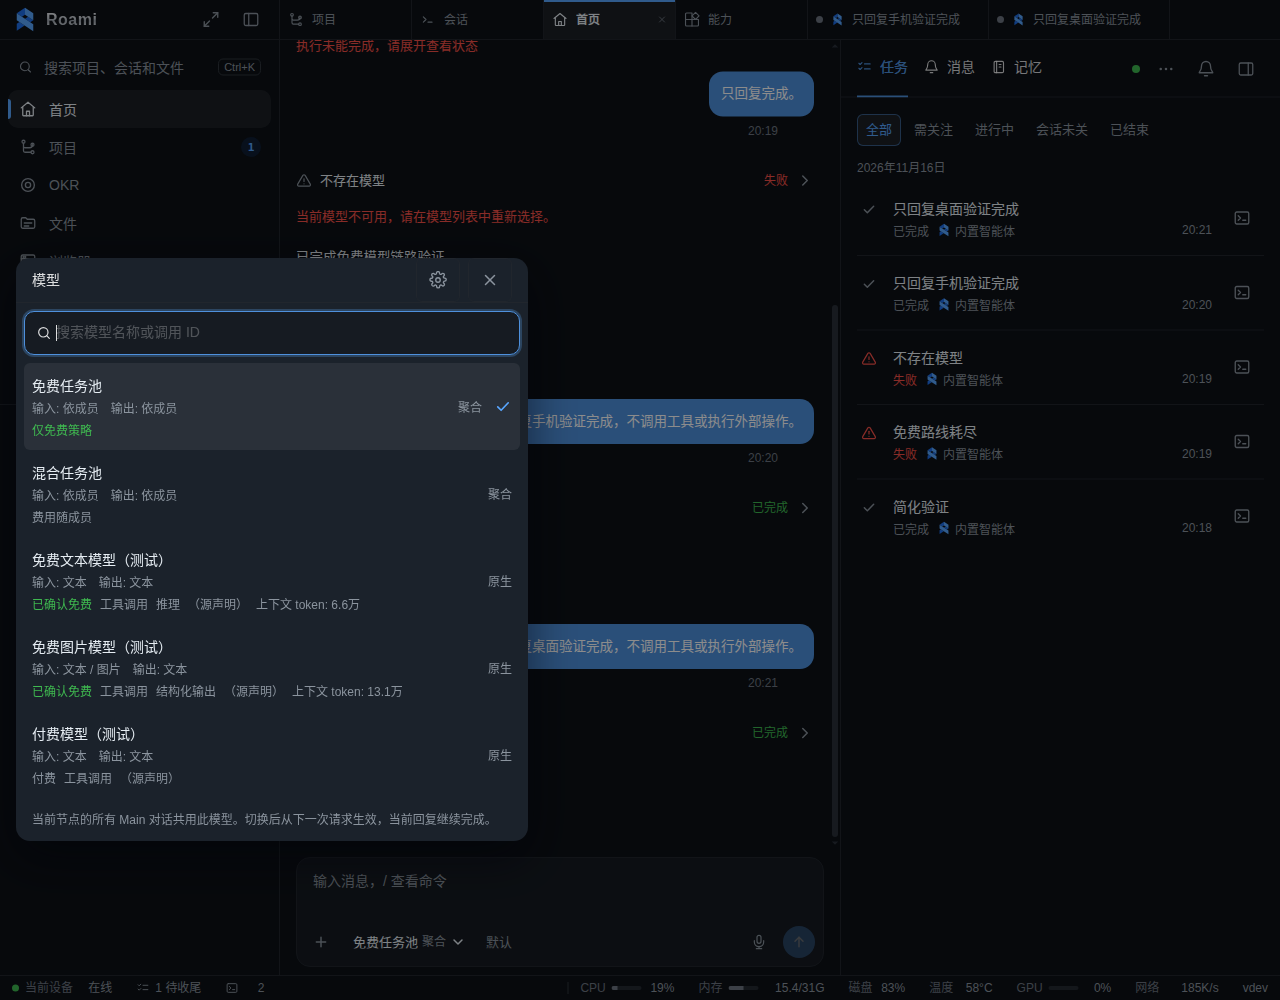 Roami
项目
会话
首页
能力
只回复手机验证完成
只回复桌面验证完成
搜索项目、会话和文件
Ctrl+K
首页
项目
1
OKR
文件
执行未能完成，请展开查看状态
只回复完成。
20:19
不存在模型
失败
当前模型不可用，请在模型列表中重新选择。
已完成免费模型链路验证
手机验证完成，不调用工具或执行外部操作。
20:20
已完成
桌面验证完成，不调用工具或执行外部操作。
20:21
已完成
模型
搜索模型名称或调用 ID
免费任务池
输入: 依成员 输出: 依成员
聚合
仅免费策略
混合任务池
输入: 依成员 输出: 依成员
聚合
费用随成员
免费文本模型（测试）
输入: 文本 输出: 文本
原生
已确认免费 工具调用 推理 （源声明） 上下文 token: 6.6万
免费图片模型（测试）
输入: 文本 / 图片 输出: 文本
原生
已确认免费 工具调用 结构化输出 （源声明） 上下文 token: 13.1万
付费模型（测试）
输入: 文本 输出: 文本
原生
付费 工具调用 （源声明）
当前节点的所有 Main 对话共用此模型。切换后从下一次请求生效，当前回复继续完成。
输入消息，/ 查看命令
免费任务池 聚合
默认
任务
消息
记忆
全部
需关注
进行中
会话未关
已结束
2026年11月16日
只回复桌面验证完成
已完成 内置智能体
20:21
只回复手机验证完成
已完成 内置智能体
20:20
不存在模型
失败 内置智能体
20:19
免费路线耗尽
失败 内置智能体
20:19
简化验证
已完成 内置智能体
20:18
当前设备 在线
1 待收尾
2
CPU 19%
内存 15.4/31G
磁盘 83%
温度 58°C
GPU 0%
网络 185K/s
vdev